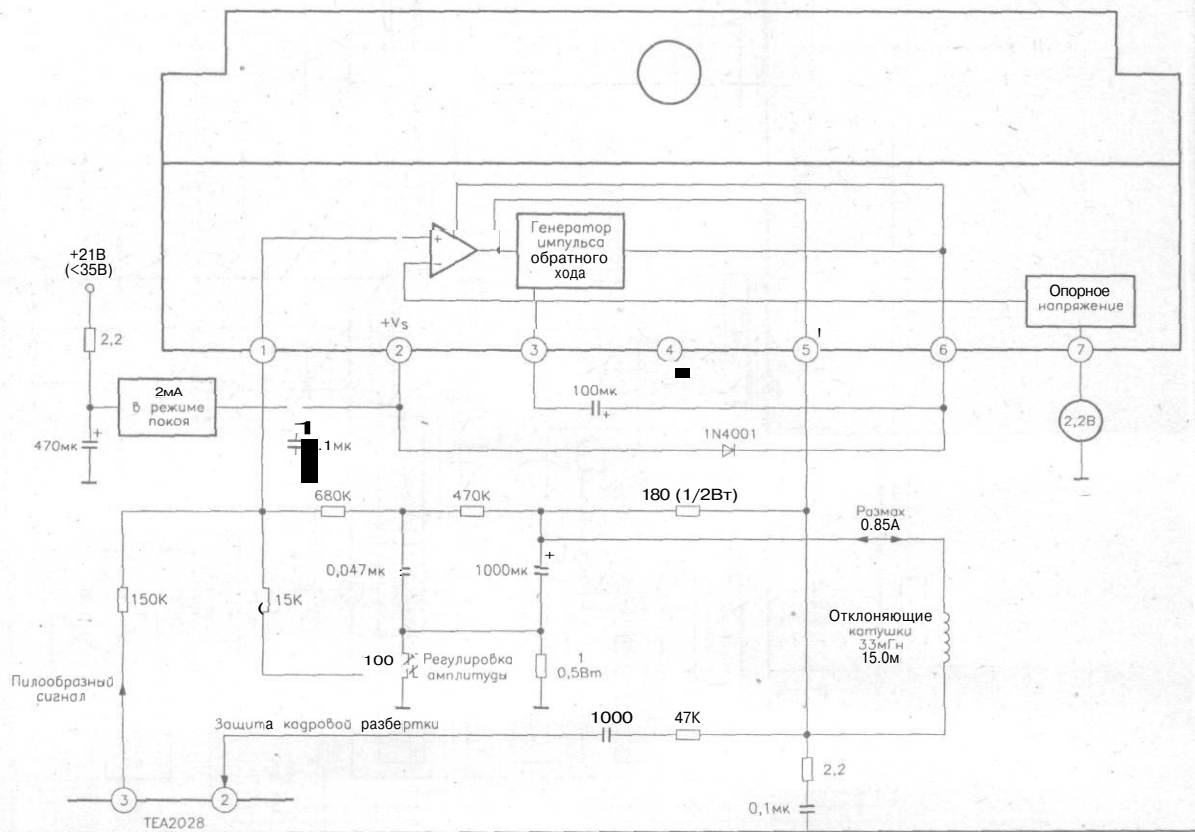 Генератор
импульса
обратного
хода
+
−
+21В
(<35В)
2,2
+Vs
Опорное
напряжение
1
2
3
4
5
6
7
2мА
в режиме
покоя
+
470мк
.1мк
100мк
+
1N4001
2,2В
680К
470К
180 (1/2Вт)
Размах
0.85А
0,047мк
1000мк
+
150К
15К
Отклоняющие
катушки
33мГн
15.0м
100
Регулировка
амплитуды
1
0,5Вт
Пилообразный
сигнал
Защита кадровой разбертки
1000
47К
2,2
0,1мк
3
2
TEA2028